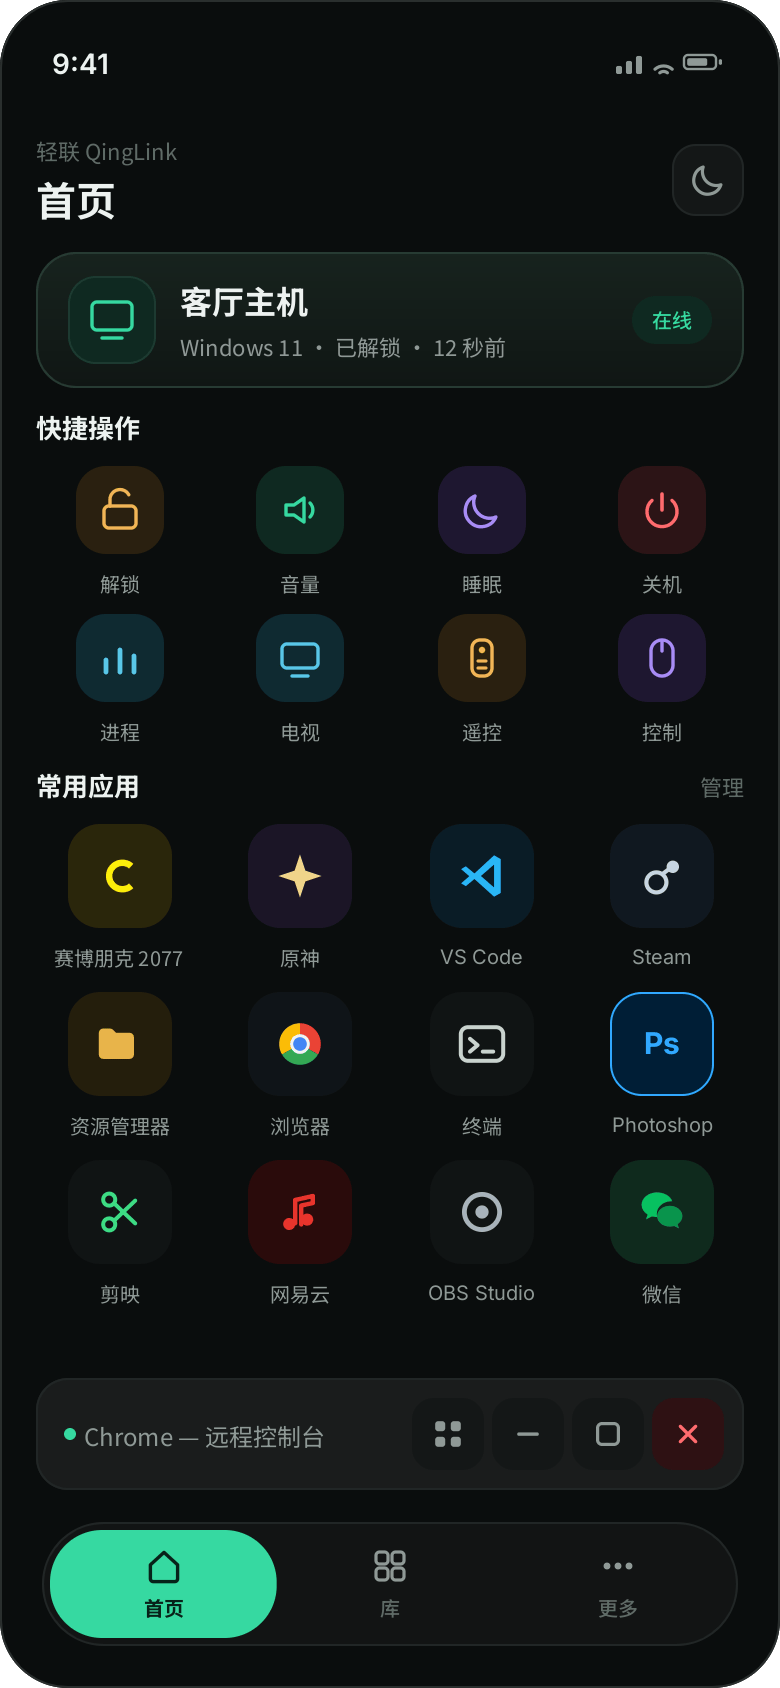 9:41
轻联 QingLink
首页
客厅主机
Windows 11 · 已解锁 · 12 秒前
在线
快捷操作
解锁
音量
睡眠
关机
进程
电视
遥控
控制
常用应用
管理
C
赛博朋克 2077
原神
VS Code
Steam
资源管理器
浏览器
终端
Ps
Photoshop
剪映
网易云
OBS Studio
微信
Chrome — 远程控制台
首页
库
更多